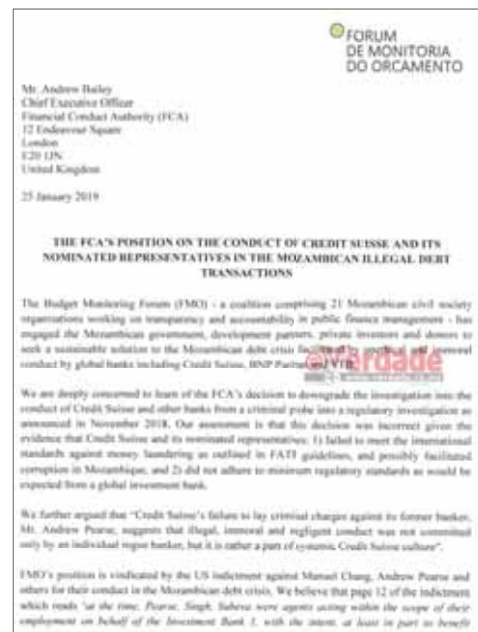 FORUM
DE MONITORIA
DO ORCAMENTO
Mr. Andrew Bailey
Chief Executive Officer
Financial Conduct Authority (FCA)
12 Endeavour Square
London
E20 1JN
United Kingdom
25 January 2019
THE FCA'S POSITION ON THE CONDUCT OF CREDIT SUISSE AND ITS
NOMINATED REPRESENTATIVES IN THE MOZAMBICAN ILLEGAL DEBT
TRANSACTIONS
The Budget Monitoring Forum (FMO) - a coalition comprising 21 Mozambican civil society
organizations working on transparency and accountability in public finance management - has
engaged the Mozambican government, development partners, private investors and donors to
seek a sustainable solution to the Mozambican debt crisis
conduct by global banks including Credit Suisse, BNP Paribas and VTB.
@Verdade
We are deeply concerned to learn of the FCA's decision to downgrade the investigation into the
conduct of Credit Suisse and other banks from a criminal probe into a regulatory investigation as
announced in November 2018. Our assessment is that this decision was incorrect given the
evidence that Credit Suisse and its nominated representatives: 1) failed to meet the international
standards against money laundering as outlined in FATF guidelines, and possibly facilitated
corruption in Mozambique, and 2) did not adhere to minimum regulatory standards as would be
expected from a global investment bank.
We further argued that "Credit Suisse's failure to lay criminal charges against its former banker,
Mr. Andrew Pearse, suggests that illegal, immoral and negligent conduct was not committed
only by an individual rogue banker, but it is rather a part of systemic Credit Suisse culture".
FMO's position is vindicated by the US indictment against Manuel Chang, Andrew Pearse and
others for their conduct in the Mozambican debt crisis. We believe that page 12 of the indictment
which reads "at the time, Pearse, Singh, Subeva were agents acting within the scope of their
employment on behalf of the Investment Bank 1, with the intent, at least in part to benefit